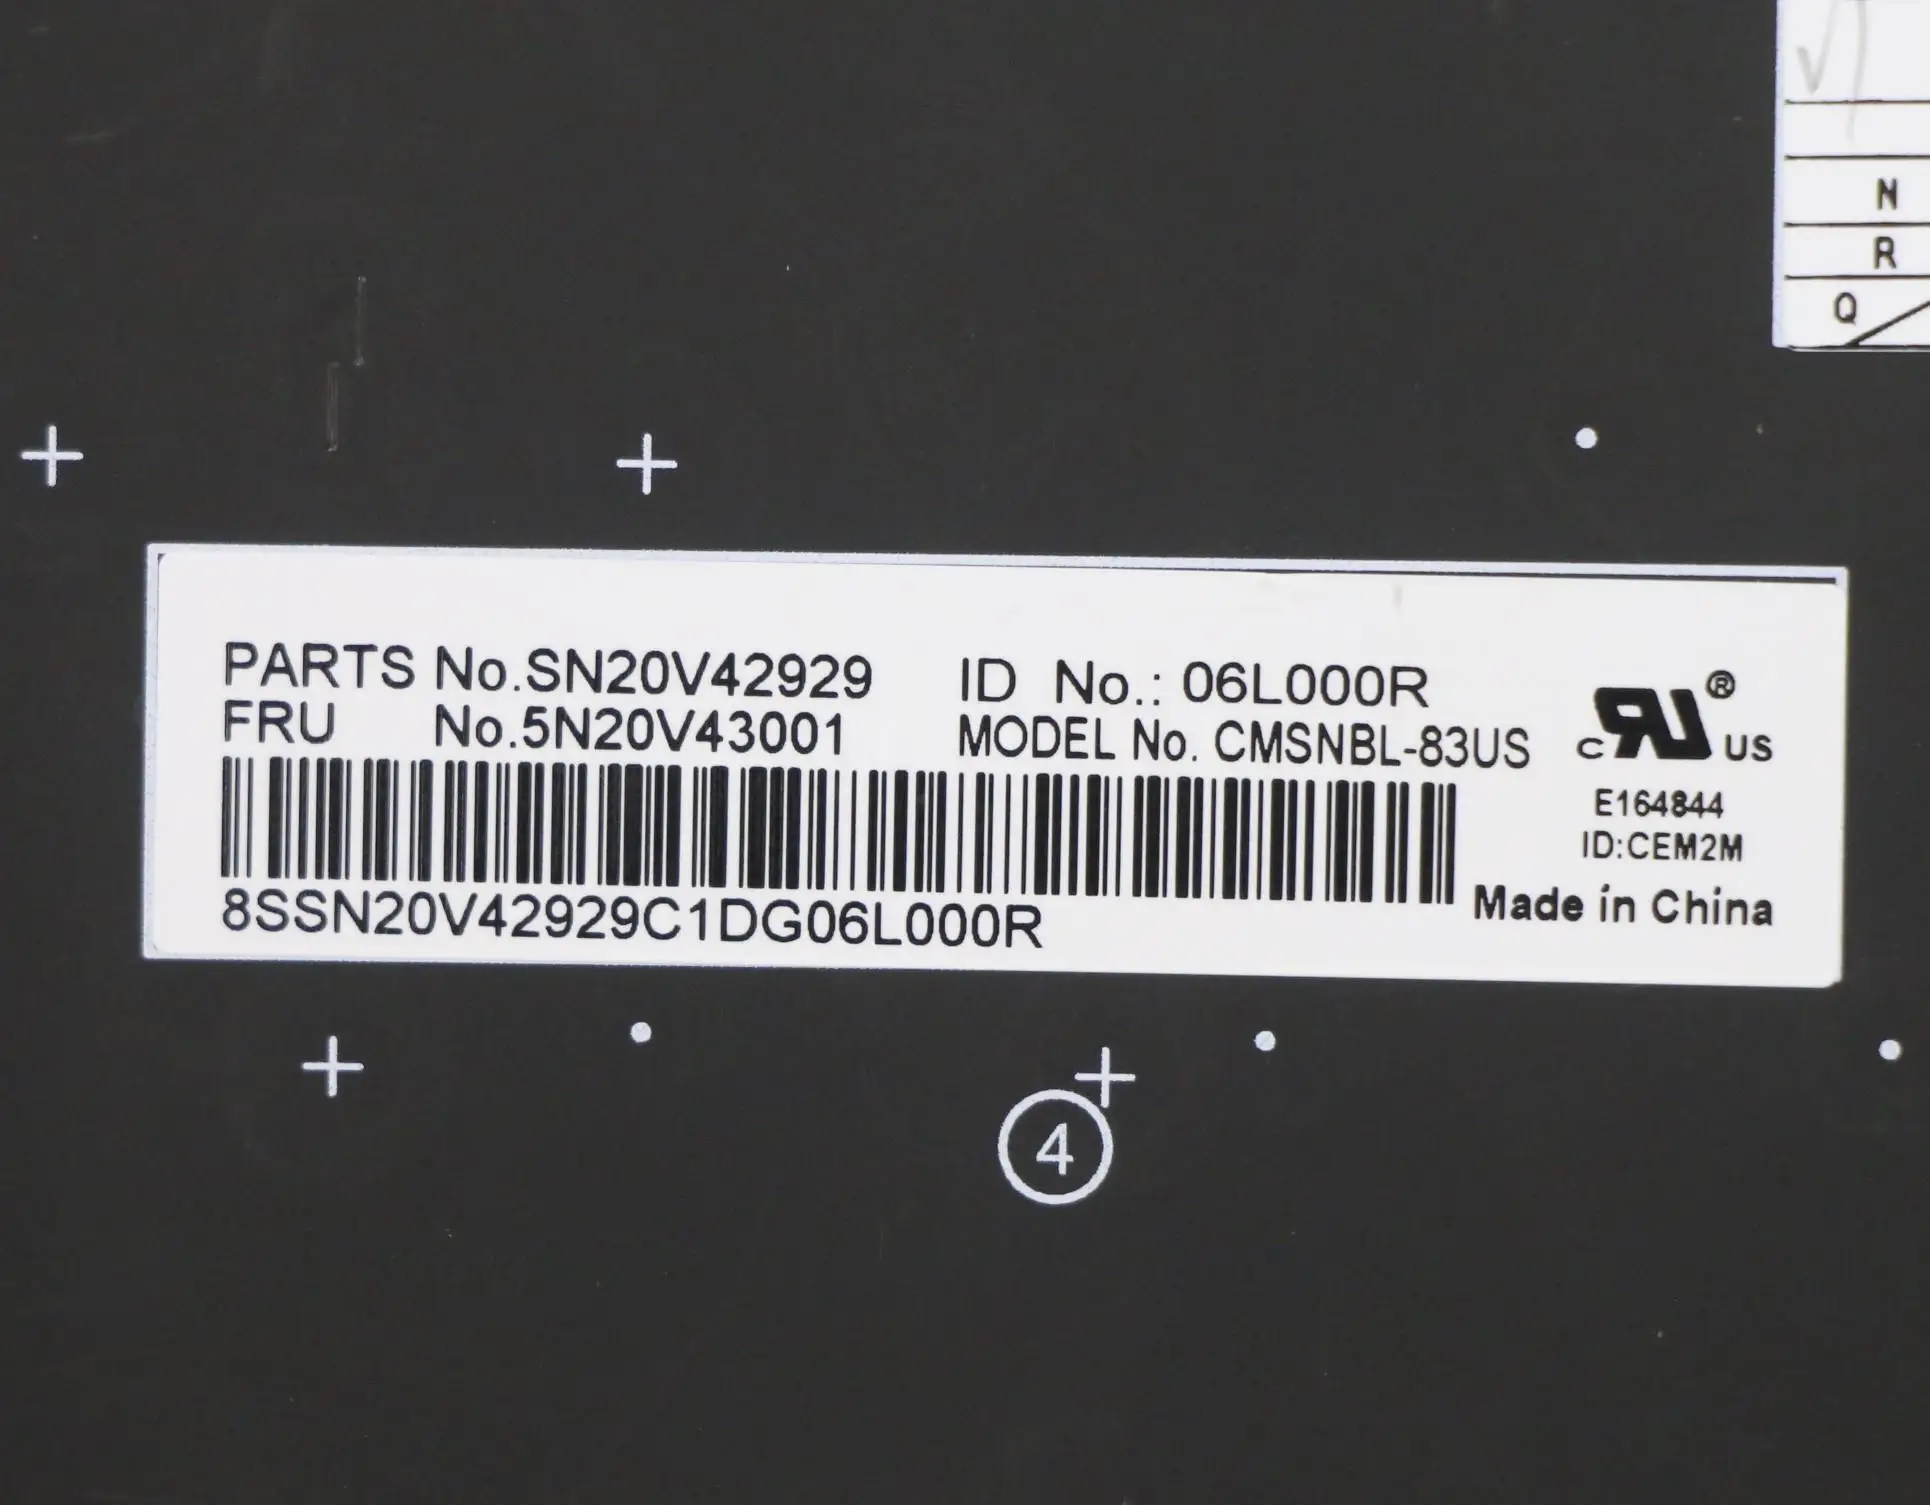 N
R
Q
PARTS No.SN20V42929 ID No.: 06L000R
FRU No.5N20V43001 MODEL No. CMSNBL-83US
c RU ® US
E164844
ID:CEM2M
8SSN20V42929C1DG06L000R
Made in China
4